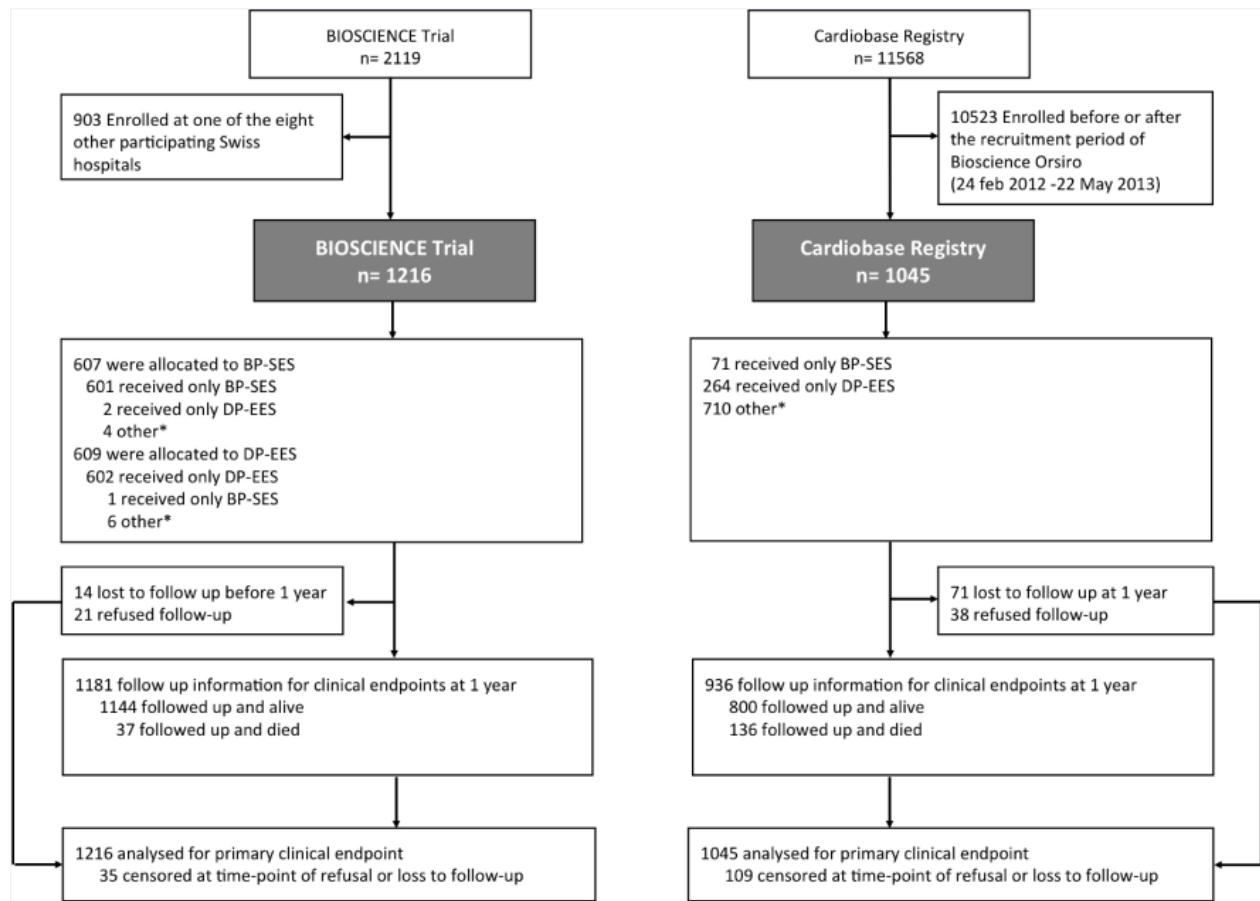 BIOSCIENCE Trial
n= 2119
Cardiobase Registry
n= 11568
903 Enrolled at one of the eight
other participating Swiss
hospitals
10523 Enrolled before or after
the recruitment period of
Bioscience Orsiro
(24 feb 2012 -22 May 2013)
BIOSCIENCE Trial
n= 1216
Cardiobase Registry
n= 1045
607 were allocated to BP-SES
601 received only BP-SES
2 received only DP-EES
4 other*
609 were allocated to DP-EES
602 received only DP-EES
1 received only BP-SES
6 other*
71 received only BP-SES
264 received only DP-EES
710 other*
14 lost to follow up before 1 year
21 refused follow-up
71 lost to follow up at 1 year
38 refused follow-up
1181 follow up information for clinical endpoints at 1 year
1144 followed up and alive
37 followed up and died
936 follow up information for clinical endpoints at 1 year
800 followed up and alive
136 followed up and died
1216 analysed for primary clinical endpoint
35 censored at time-point of refusal or loss to follow-up
1045 analysed for primary clinical endpoint
109 censored at time-point of refusal or loss to follow-up